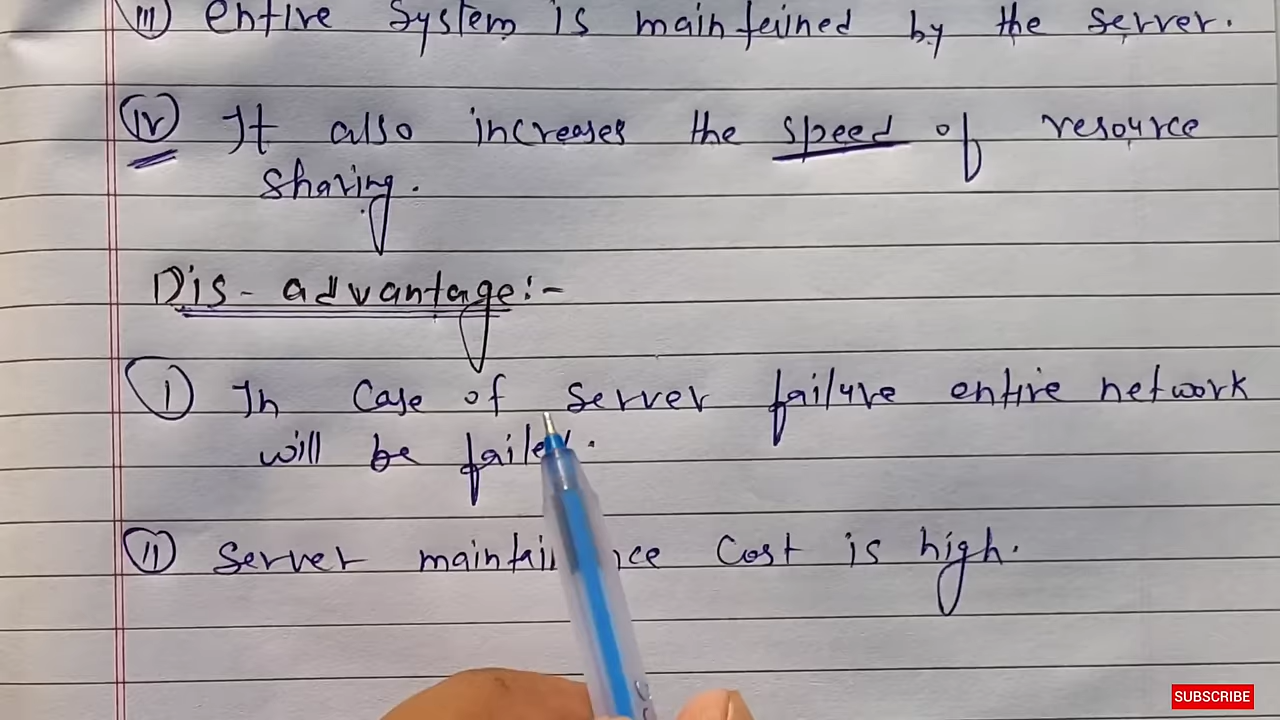 (III) Entire System is maintained by the server.
(IV) It also increases the speed of resource
sharing.
Dis-advantage:-
(I) In Case of server failure entire network
will be failed.
(II) Server maintaince Cost is high.
SUBSCRIBE